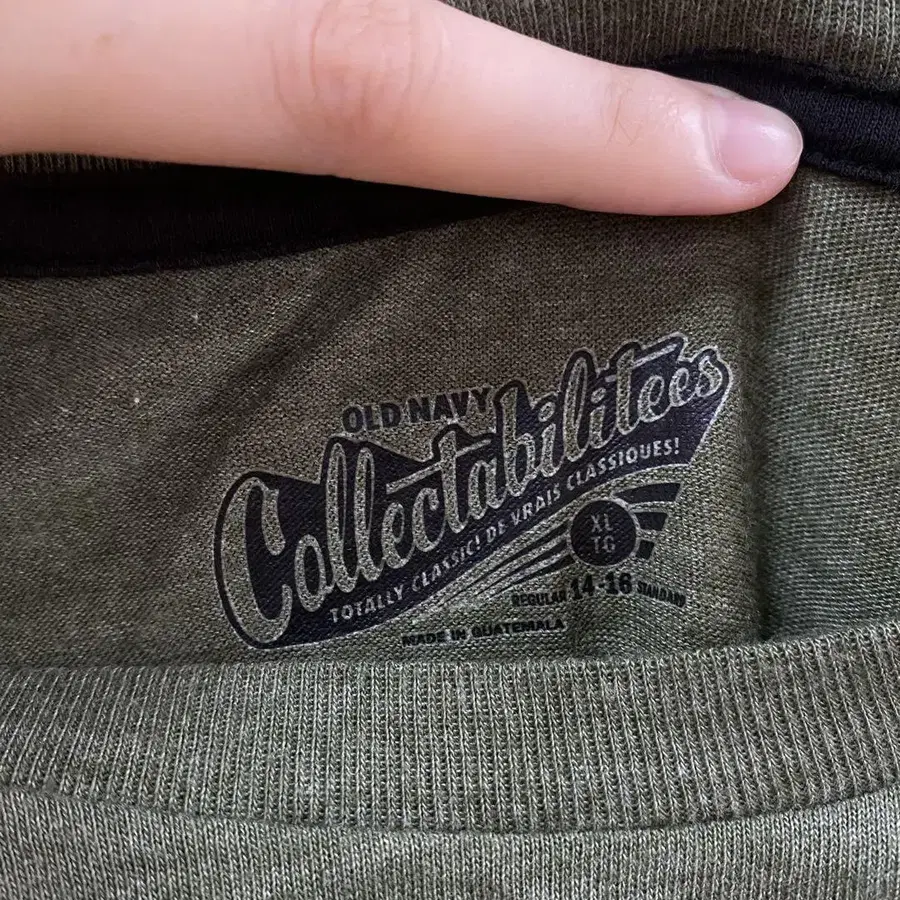 OLD NAVY
Collectabilitees
TOTALLY CLASSIC! DE VRAIS CLASSIQUES!
XL
TG
REGULAR 14-16 STANDARD
MADE IN GUATEMALA